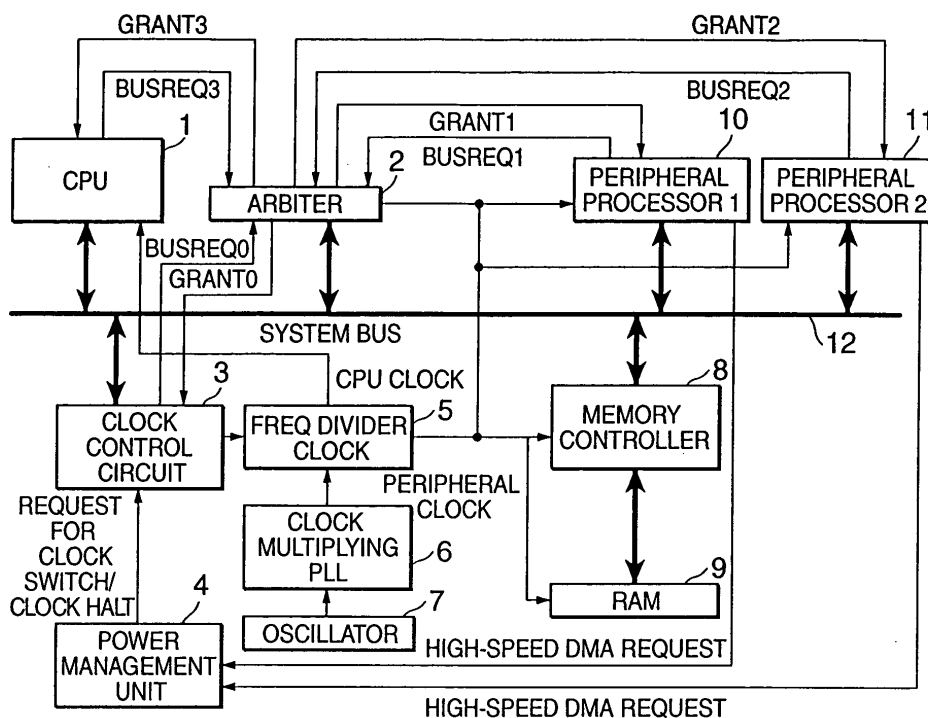 GRANT3
GRANT2
BUSREQ3
BUSREQ2
1
GRANT1
10
11
BUSREQ1
2
CPU
ARBITER
PERIPHERAL
PROCESSOR 1
PERIPHERAL
PROCESSOR 2
BUSREQ0
GRANT0
SYSTEM BUS
12
3
CPU CLOCK
8
5
CLOCK
CONTROL
CIRCUIT
FREQ DIVIDER
CLOCK
MEMORY
CONTROLLER
PERIPHERAL
CLOCK
REQUEST
FOR
CLOCK
SWITCH/
CLOCK HALT
CLOCK
MULTIPLYING
PLL
6
4
7
9
OSCILLATOR
RAM
POWER
MANAGEMENT
UNIT
HIGH-SPEED DMA REQUEST
HIGH-SPEED DMA REQUEST